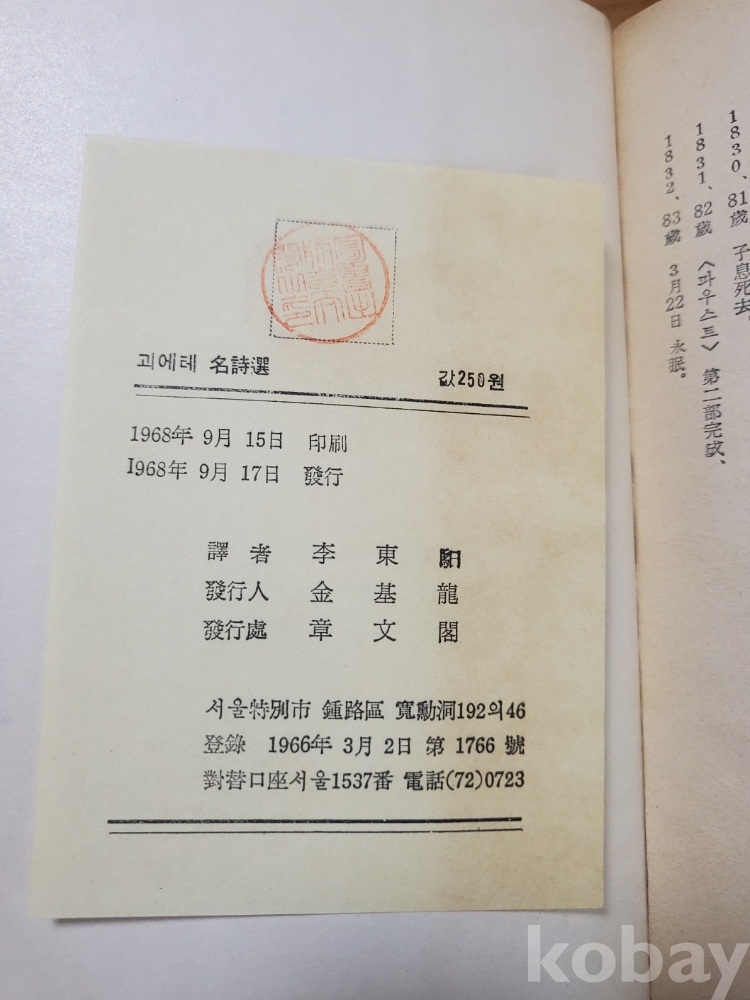 괴에테 名詩選
값250원
1968年 9月 15日 印刷
1968年 9月 17日 發行
譯者 李東
發行人 金基龍
發行處 章文閣
서울特別市 鍾路區 寬勳洞192의46
登錄 1966年 3月 2日 第 1766 號
對替口座서울1537番 電話(72)0723
1830、81歲 子息死去。
1831、82歲 <파우스트> 第二部完成、
1832、83歲 3月22日 永眠。
kobay